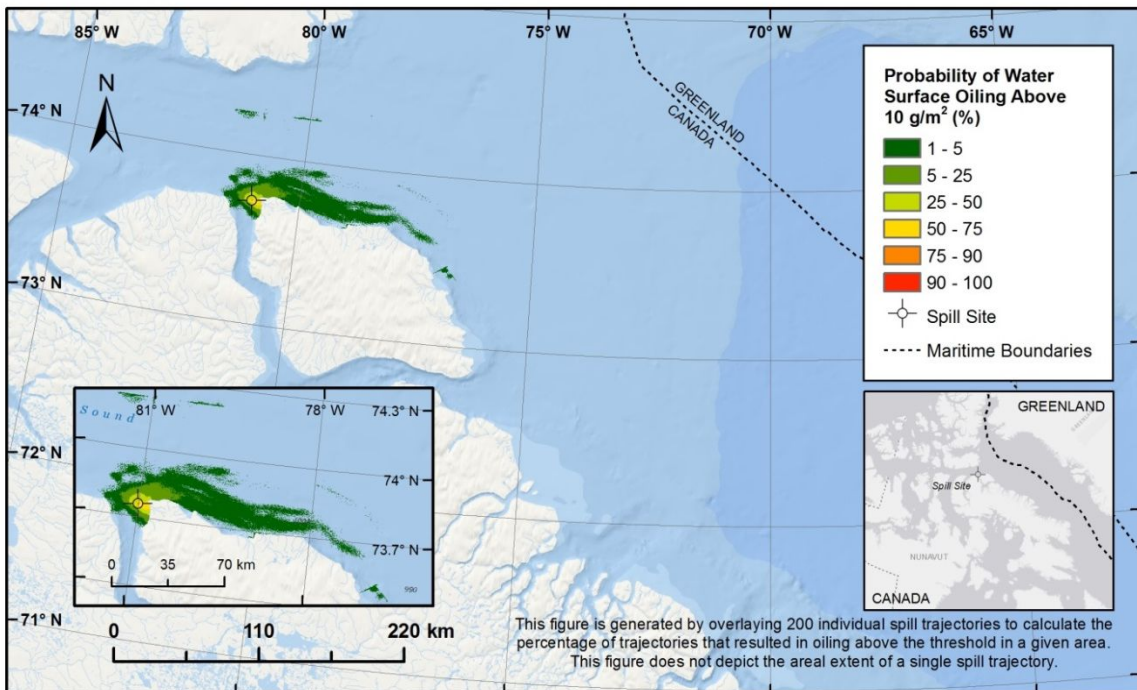 85° W
80° W
75° W
70° W
65° W
N
74° N
73° N
72° N
71° N
GREENLAND
CANADA
Probability of Water
Surface Oiling Above
10 g/m² (%)
1 - 5
5 - 25
25 - 50
50 - 75
75 - 90
90 - 100
Spill Site
Maritime Boundaries
Sound
81° W
78° W
74.3° N
74° N
73.7° N
0 35 70 km
0 110 220 km
GREENLAND
Spill Site
NUNAVUT
CANADA
This figure is generated by overlaying 200 individual spill trajectories to calculate the
percentage of trajectories that resulted in oiling above the threshold in a given area.
This figure does not depict the areal extent of a single spill trajectory.